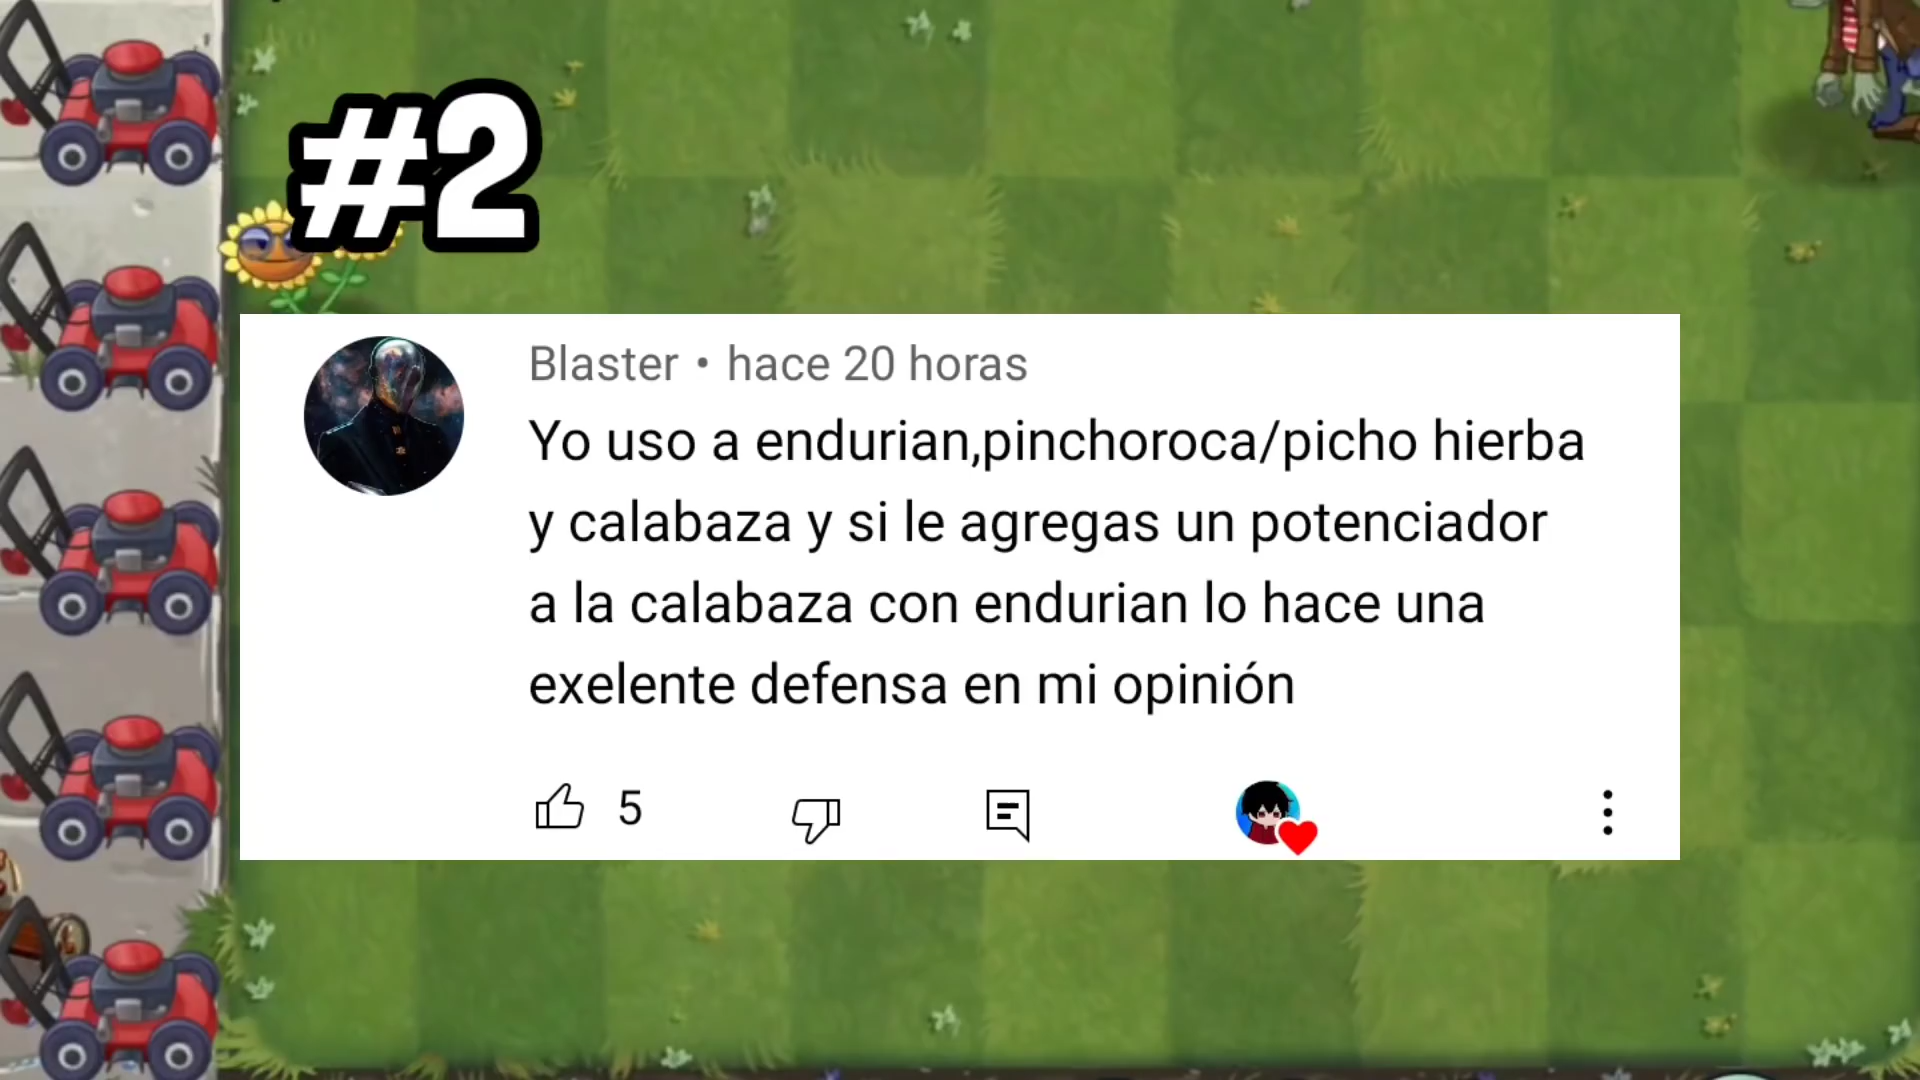 #2
Blaster • hace 20 horas
Yo uso a endurian,pinchoroca/picho hierba
y calabaza y si le agregas un potenciador
a la calabaza con endurian lo hace una
exelente defensa en mi opinión
5